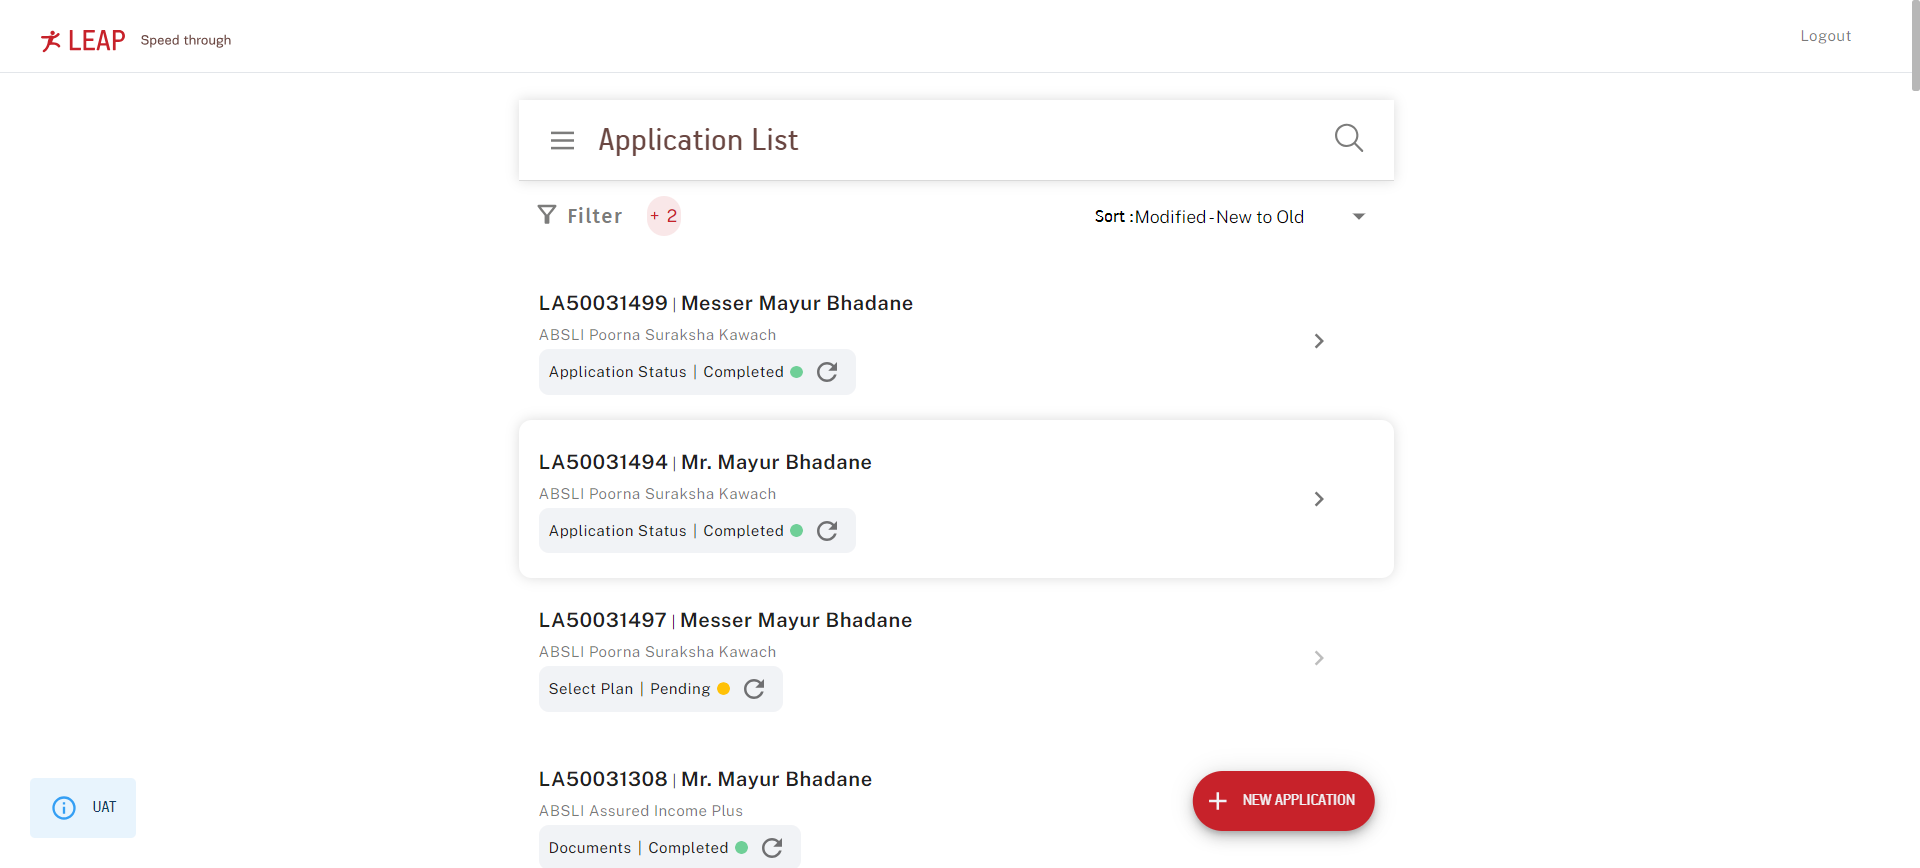 LEAP Speed through
Logout
Application List
Filter + 2
Sort :Modified - New to Old
LA50031499 | Messer Mayur Bhadane
ABSLI Poorna Suraksha Kawach
Application Status | Completed
LA50031494 | Mr. Mayur Bhadane
ABSLI Poorna Suraksha Kawach
Application Status | Completed
LA50031497 | Messer Mayur Bhadane
ABSLI Poorna Suraksha Kawach
Select Plan | Pending
LA50031308 | Mr. Mayur Bhadane
ABSLI Assured Income Plus
Documents | Completed
+ NEW APPLICATION
UAT